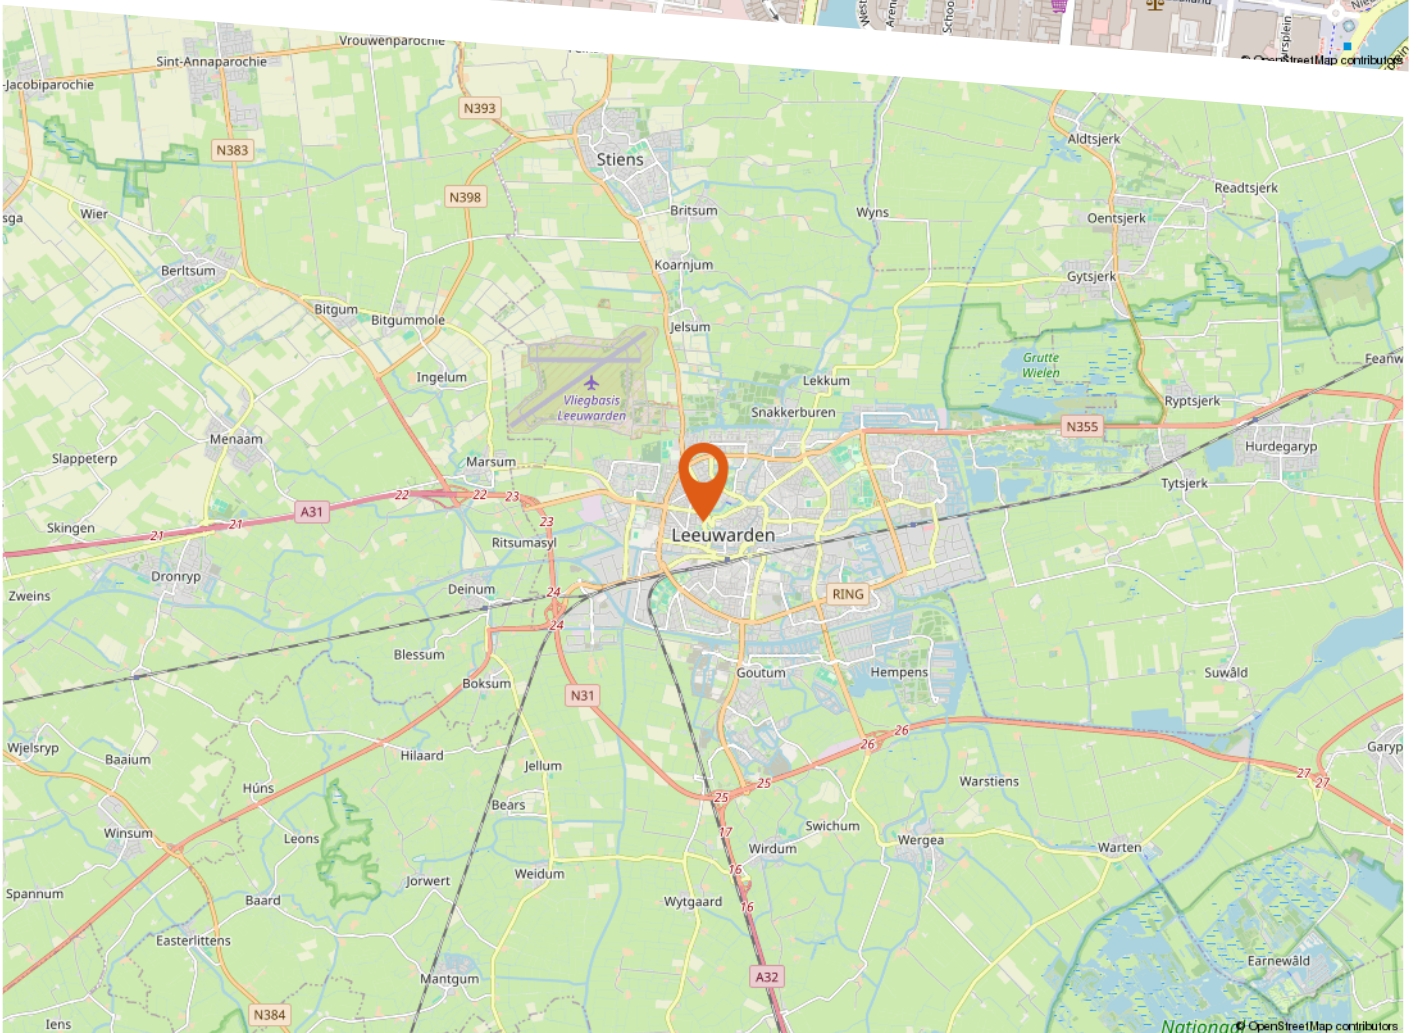 © OpenStreetMap contributors
Vrouwenparochie
Sint-Annaparochie
-Jacobiparochie
N393
Aldtsjerk
N383
Stiens
Readtsjerk
N398
Britsum
Wyns
Oentsjerk
sga
Wier
Koarnjum
Berltsum
Gytsjerk
Bitgum
Bitgummole
Jelsum
Grutte
Wielen
Feanw
Ingelum
Lekkum
Vliegbasis
Leeuwarden
Ryptsjerk
Snakkerburen
N355
Menaam
Hurdegaryp
Slappeterp
Marsum
Tytsjerk
22
22
23
A31
21
21
23
Skingen
Leeuwarden
Ritsumasyl
Dronryp
Deinum
24
RING
Zweins
24
Blessum
Goutum
Hempens
Suwâld
Boksum
N31
26
26
Wjelsryp
Baaium
Hilaard
Garyp
Jellum
27
27
Húns
25
25
Warstiens
Bears
Winsum
Leons
17
Swichum
Wergea
Warten
Wirdum
16
Weidum
Jorwert
Spannum
Baard
Wytgaard
16
Easterlittens
Earnewâld
Mantgum
A32
N384
Iens
Nationaa
© OpenStreetMap contributors